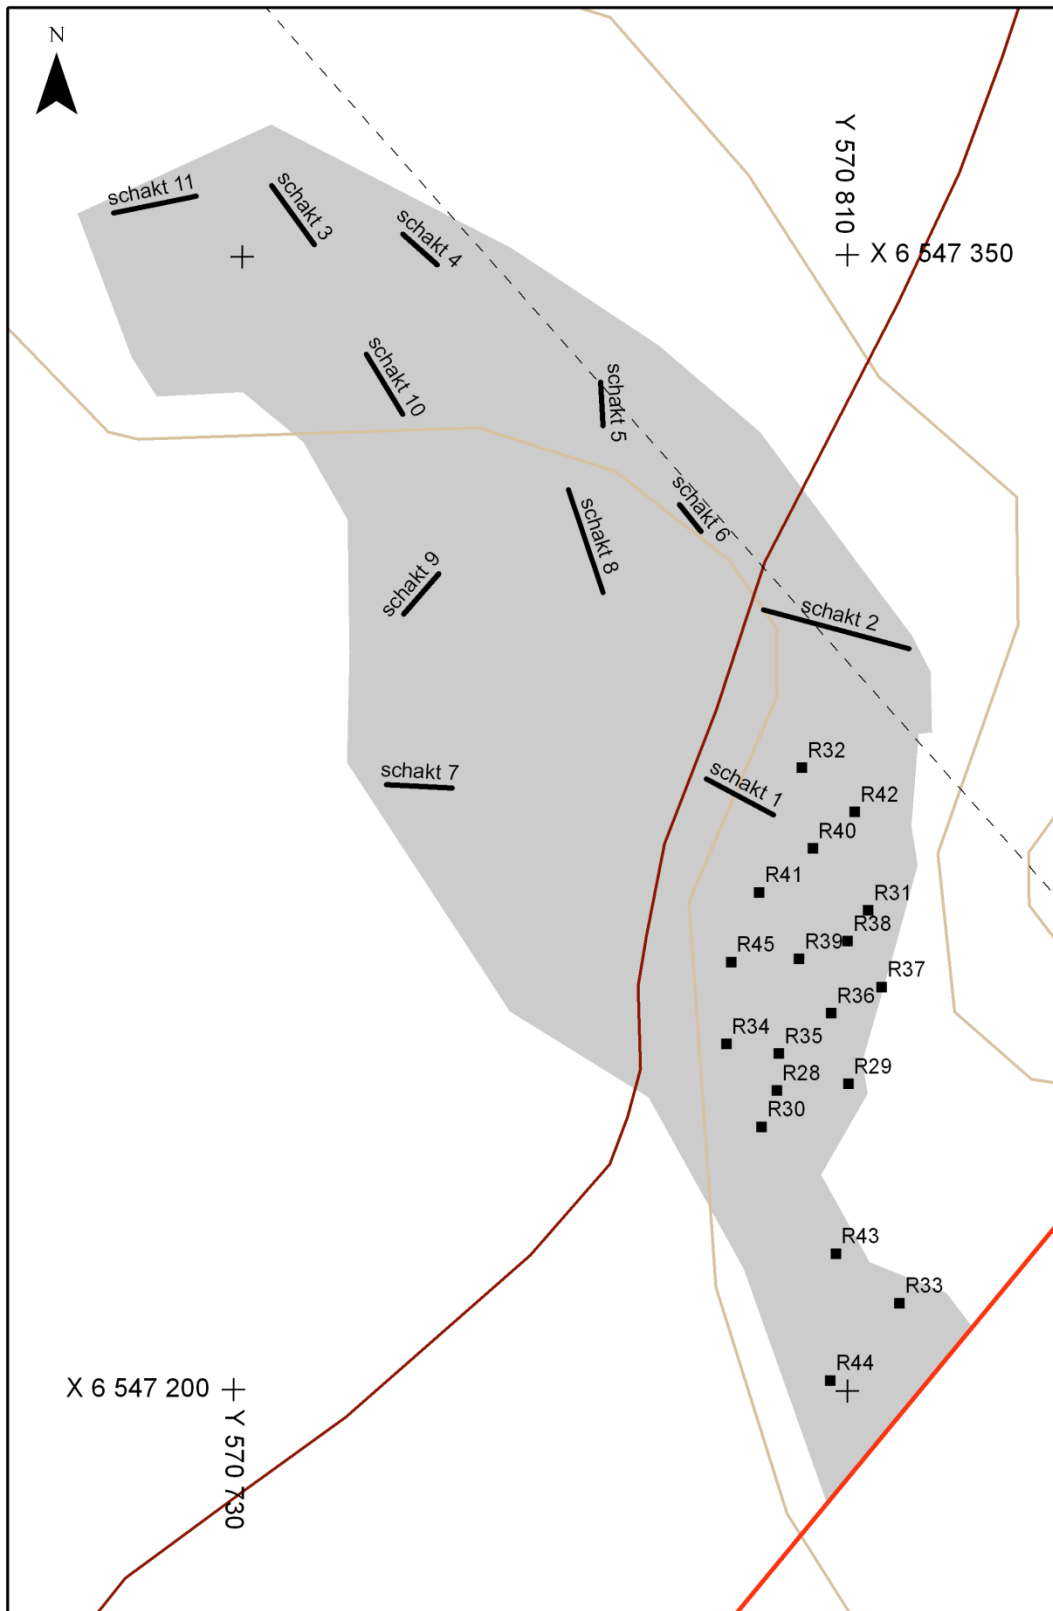 N
Y 570 810
X 6 547 350
schakt 11
schakt 3
schakt 4
schakt 10
schakt 5
schakt 6
schakt 8
schakt 9
schakt 2
schakt 7
schakt 1
R32
R42
R40
R41
R31
R38
R39
R45
R37
R36
R34
R35
R29
R28
R30
R43
R33
R44
X 6 547 200
Y 570 730